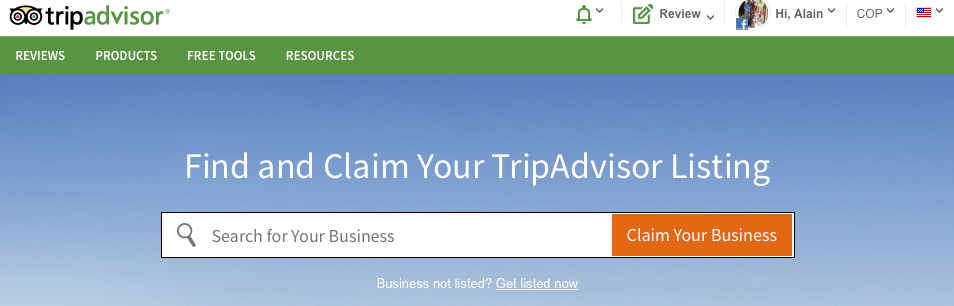 tripadvisor®
Review
Hi, Alain
COP
REVIEWS PRODUCTS FREE TOOLS RESOURCES
Find and Claim Your TripAdvisor Listing
Search for Your Business
Claim Your Business
Business not listed? Get listed now